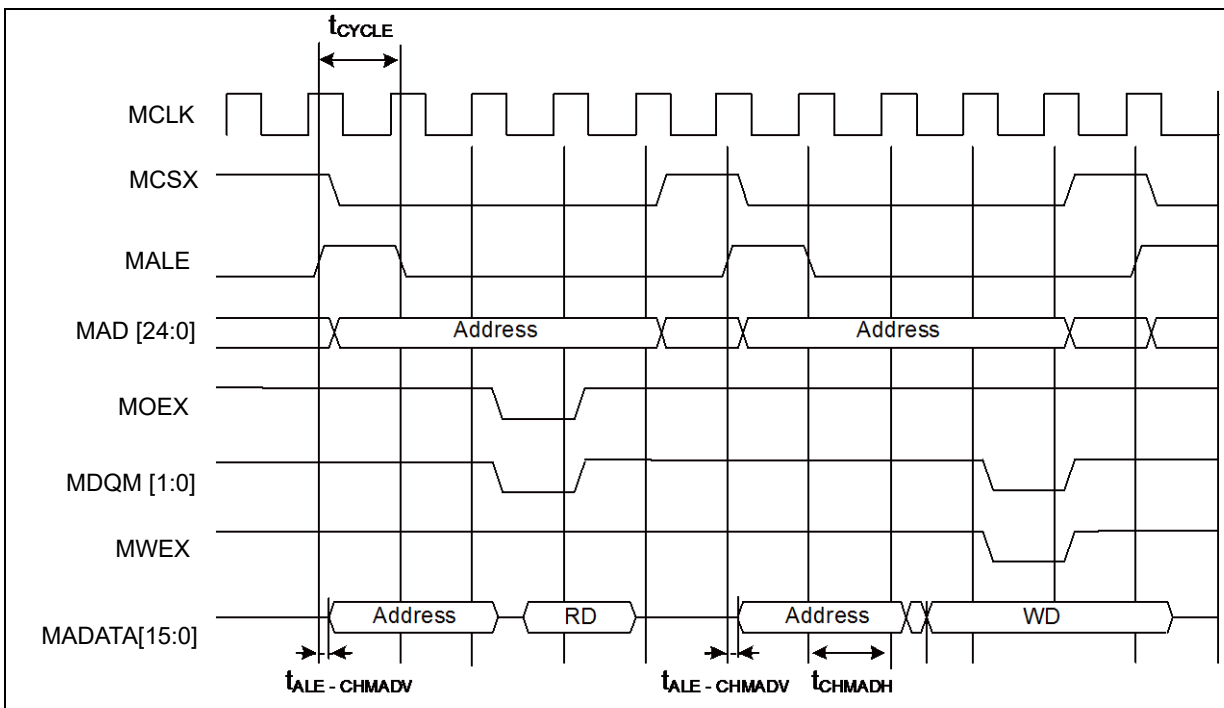 tCYCLE
MCLK
MCSX
MALE
MAD [24:0] Address Address
MOEX
MDQM [1:0]
MWEX
MADATA[15:0] Address RD Address WD
tALE - CHMADV tALE - CHMADV tCHMADH